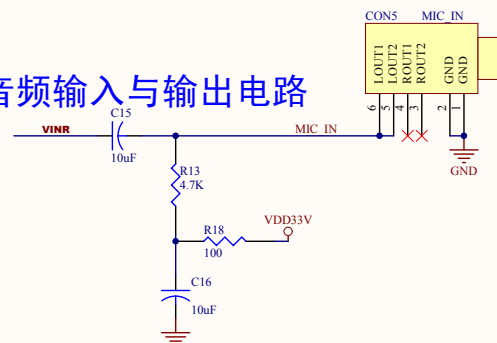 CON5 MIC_IN
LOUT1
LOUT2
ROUT1
ROUT2
GND
GND
6
5
4
3
2
1
音频输入与输出电路
C15
VINR
MIC_IN
10uF
GND
R13
4.7K
R18
VDD33V
100
C16
10uF